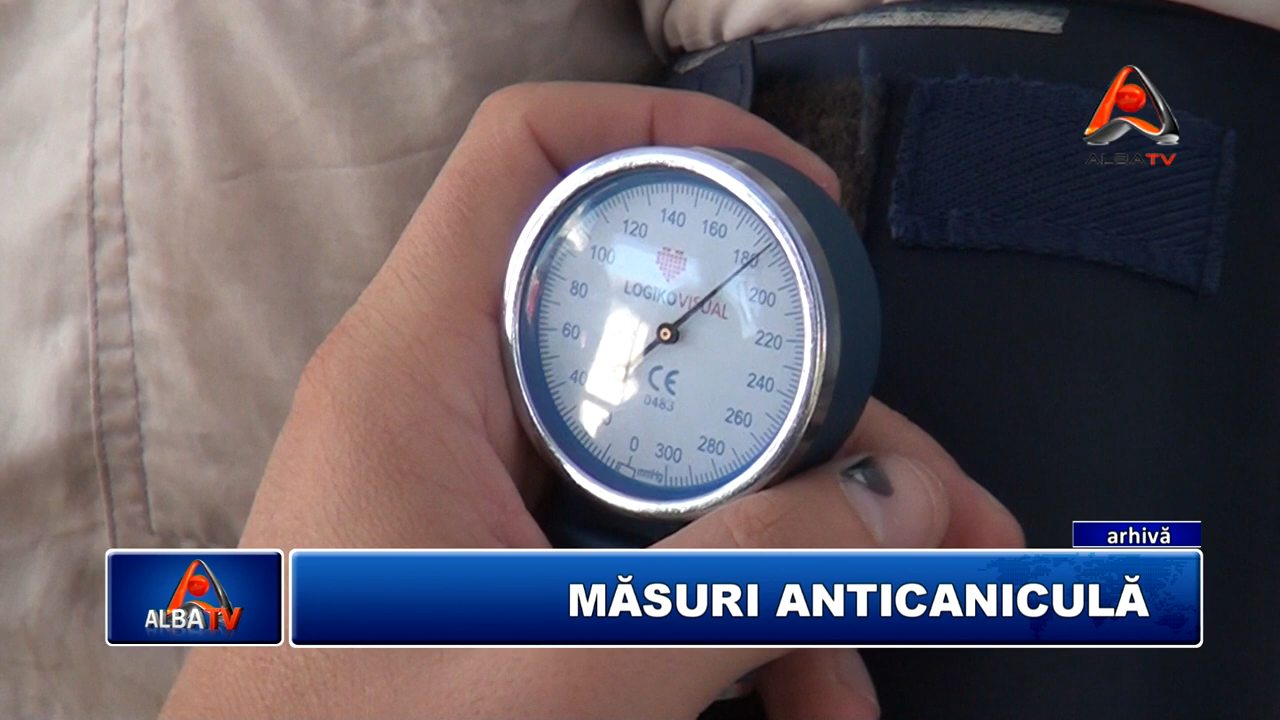 ALBATV
140
120
160
100
180
80
200
LOGIKOVISUAL
60
220
40
CE
240
0483
260
0
300
280
mmHg
arhivă
ALBATV
MĂSURI ANTICANICULĂ